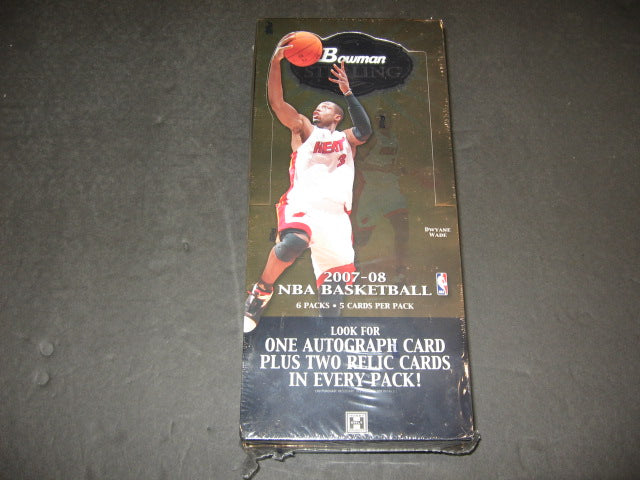 Bowman
STERLING
HEAT
3
DWYANE
WADE
2007-08
NBA BASKETBALL
6 PACKS • 5 CARDS PER PACK
LOOK FOR
ONE AUTOGRAPH CARD
PLUS TWO RELIC CARDS
IN EVERY PACK!
H